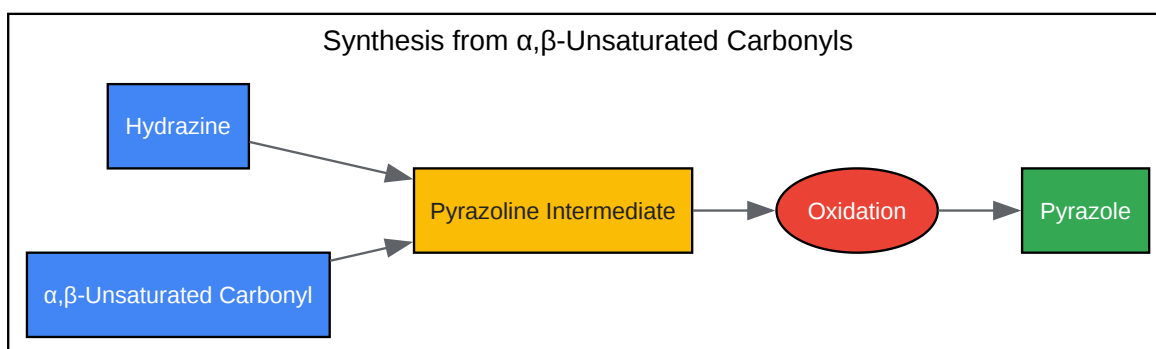 Synthesis from α,β-Unsaturated Carbonyls
Hydrazine
Pyrazoline Intermediate
Oxidation
Pyrazole
α,β-Unsaturated Carbonyl